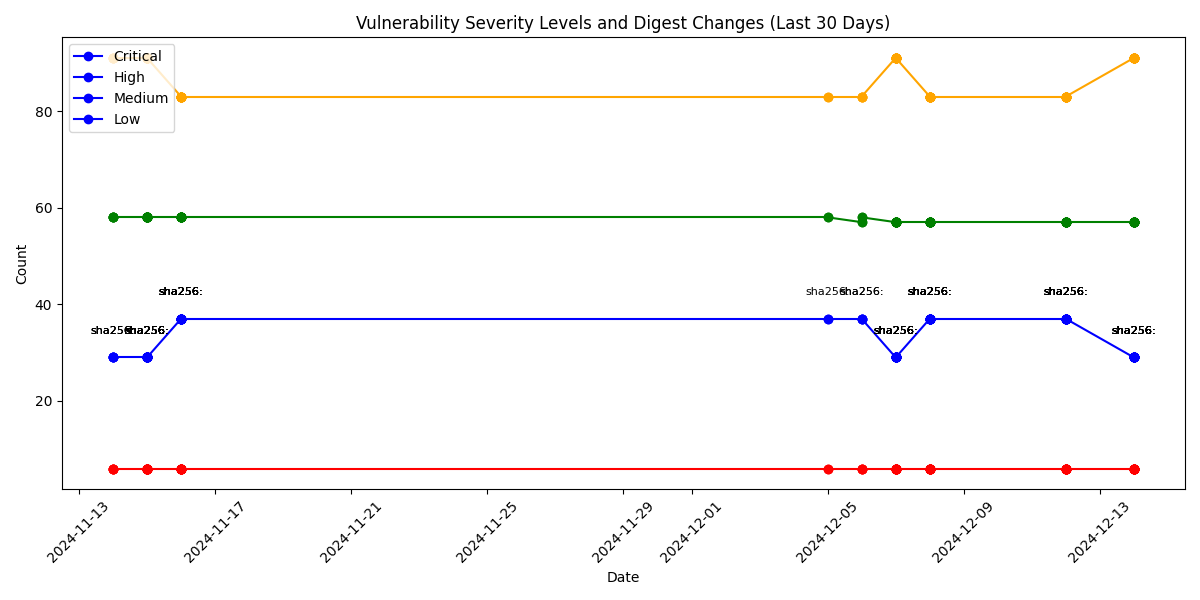 Vulnerability Severity Levels and Digest Changes (Last 30 Days)
Critical
High
Medium
Low
80
60
40
20
Count
sha256:
sha256:
sha256:
sha256:
sha256:
sha256:
sha256:
sha256:
sha256:
2024-11-13
2024-11-17
2024-11-21
2024-11-25
2024-11-29
2024-12-01
2024-12-05
2024-12-09
2024-12-13
Date